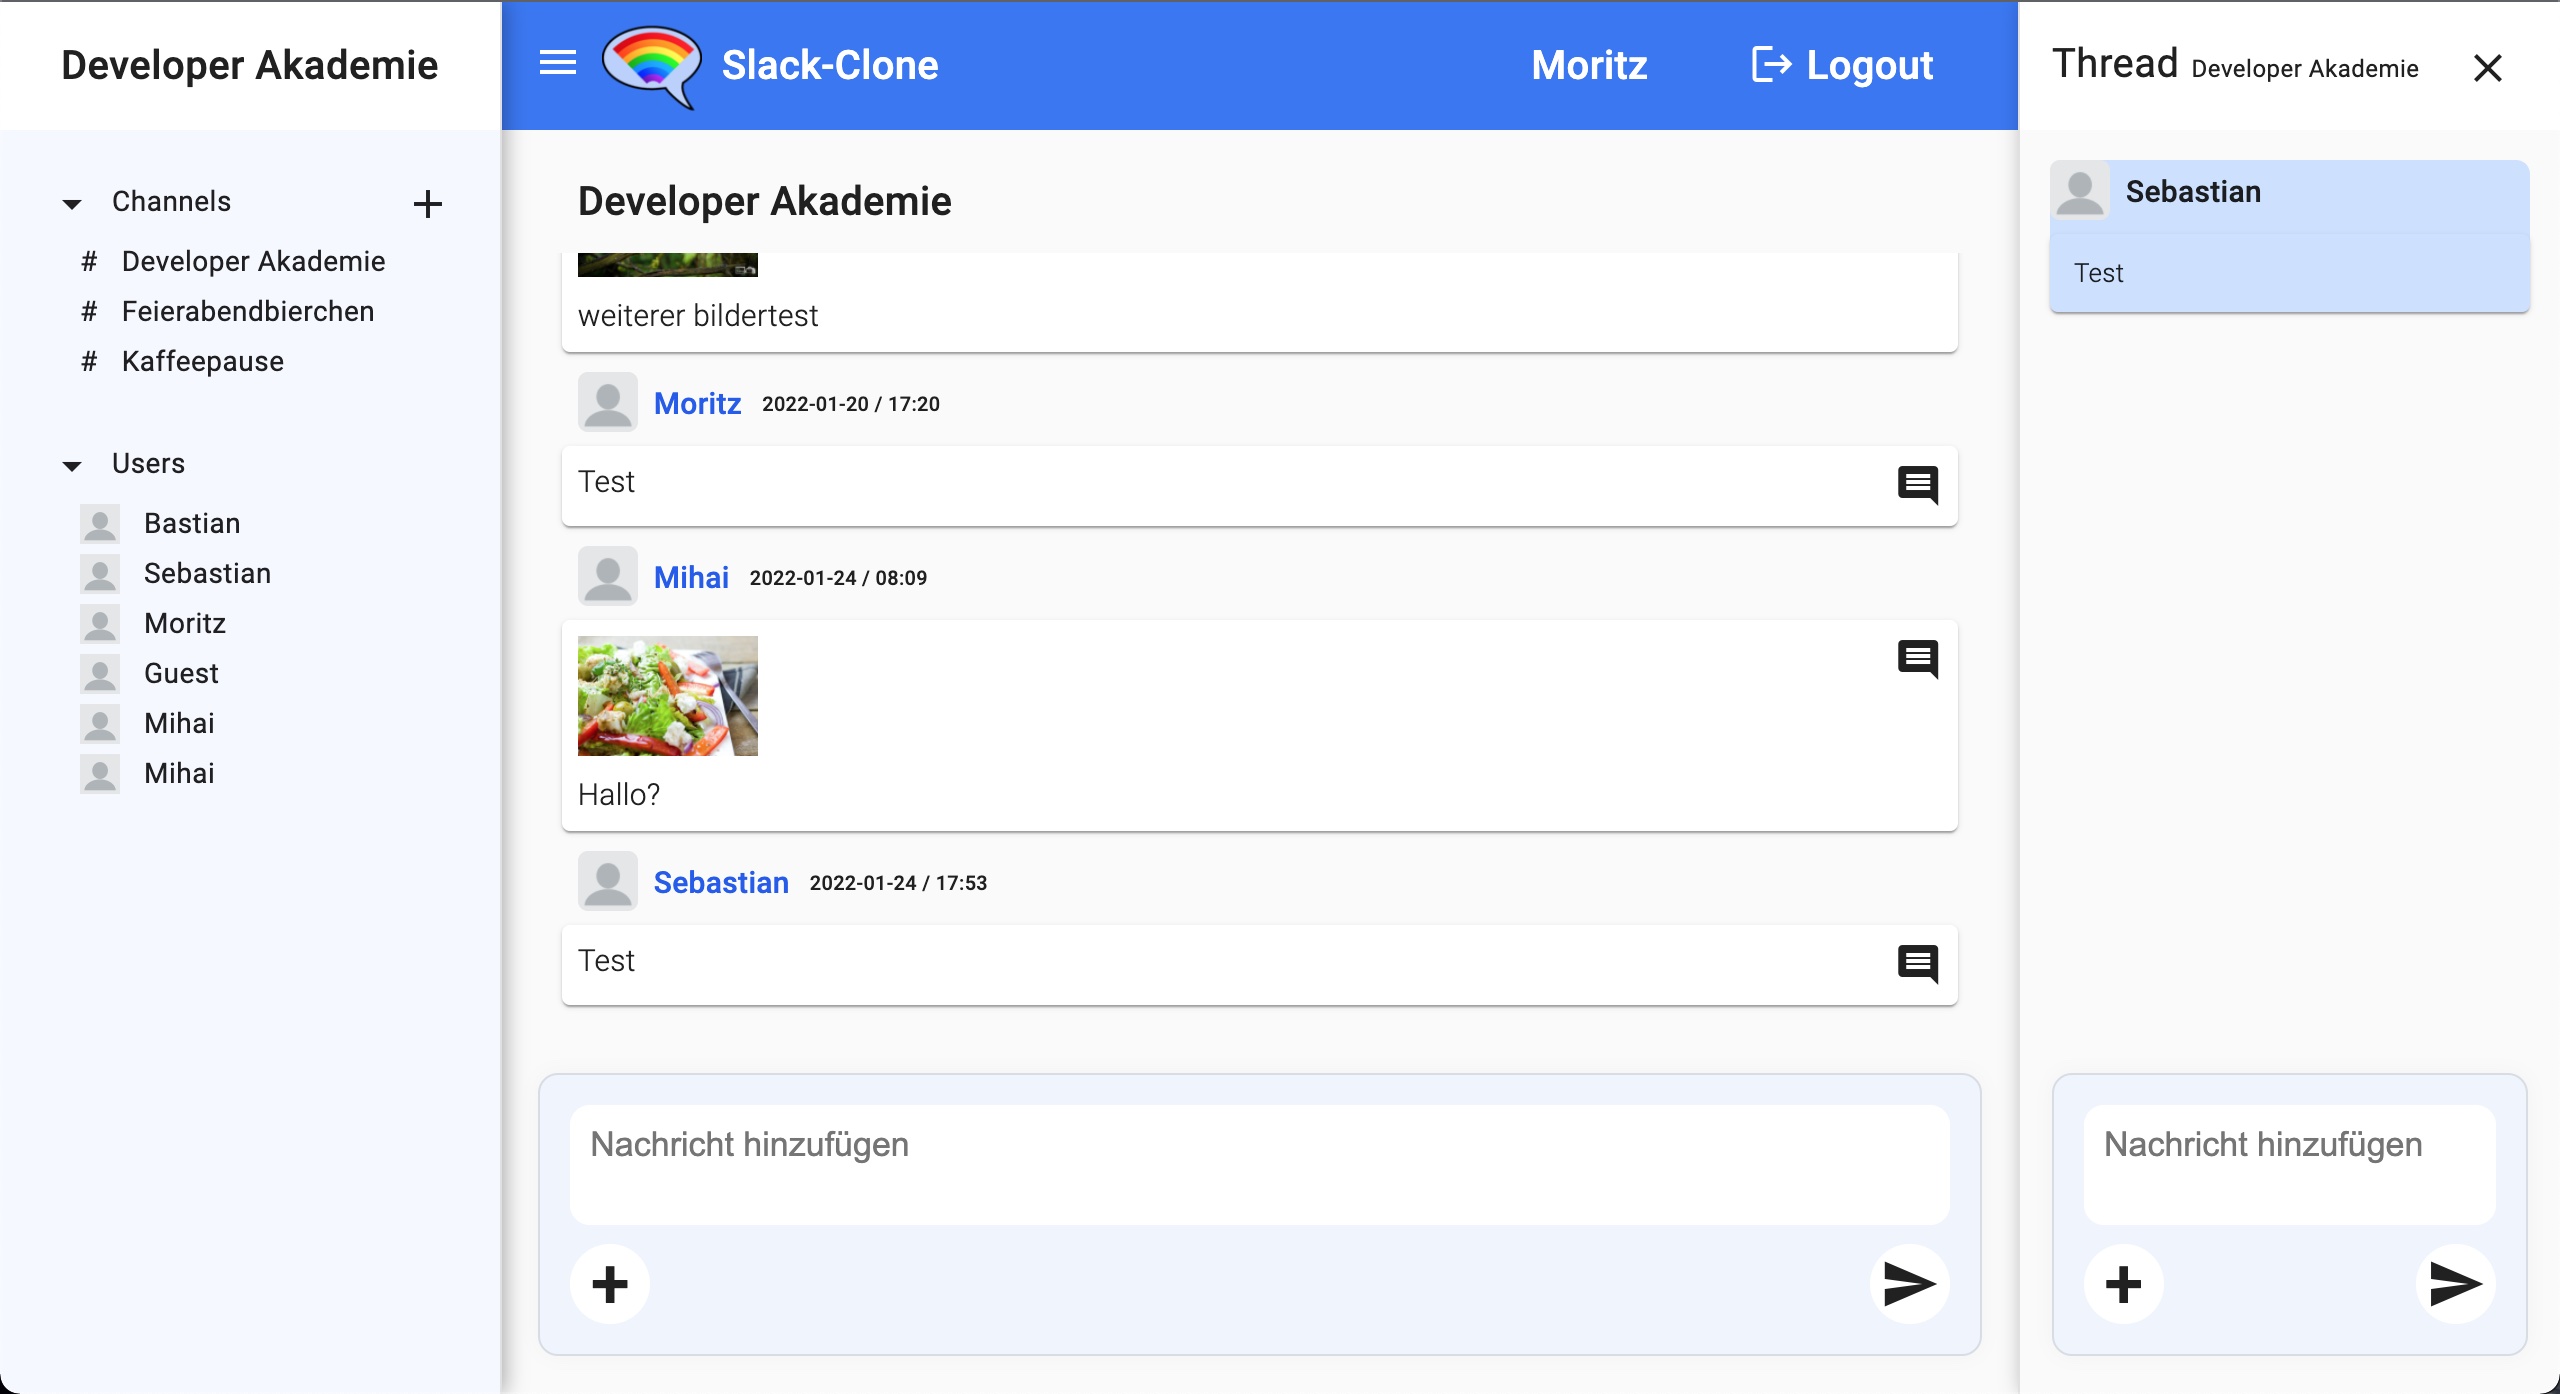 Developer Akademie
Channels
# Developer Akademie
# Feierabendbierchen
# Kaffeepause
Users
Bastian
Sebastian
Moritz
Guest
Mihai
Mihai
Slack-Clone
Moritz
Logout
Developer Akademie
weiterer bildertest
Moritz 2022-01-20 / 17:20
Test
Mihai 2022-01-24 / 08:09
Hallo?
Sebastian 2022-01-24 / 17:53
Test
Nachricht hinzufügen
Thread Developer Akademie
Sebastian
Test
Nachricht hinzufügen